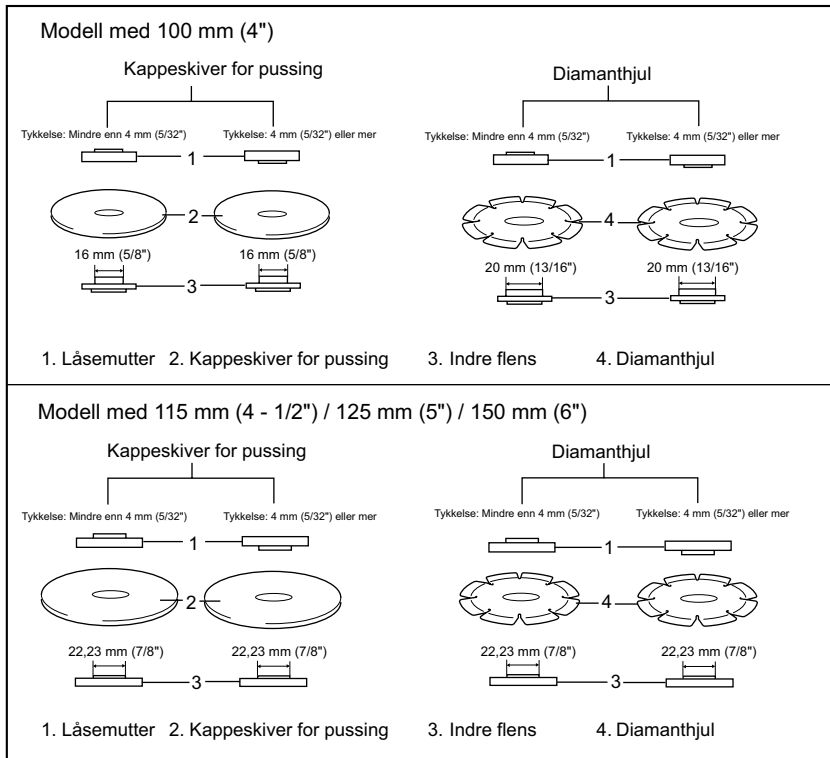 Modell med 100 mm (4")
Kappeskiver for pussing
Diamanthjul
Tykkelse: Mindre enn 4 mm (5/32") Tykkelse: 4 mm (5/32") eller mer
Tykkelse: Mindre enn 4 mm (5/32") Tykkelse: 4 mm (5/32") eller mer
1 1
2 4
16 mm (5/8") 16 mm (5/8")
20 mm (13/16") 20 mm (13/16")
3 3
1. Låsemutter 2. Kappeskiver for pussing 3. Indre flens 4. Diamanthjul
Modell med 115 mm (4 - 1/2") / 125 mm (5") / 150 mm (6")
Kappeskiver for pussing
Diamanthjul
Tykkelse: Mindre enn 4 mm (5/32") Tykkelse: 4 mm (5/32") eller mer
Tykkelse: Mindre enn 4 mm (5/32") Tykkelse: 4 mm (5/32") eller mer
1 1
2 4
22,23 mm (7/8") 22,23 mm (7/8")
22,23 mm (7/8") 22,23 mm (7/8")
3 3
1. Låsemutter 2. Kappeskiver for pussing 3. Indre flens 4. Diamanthjul